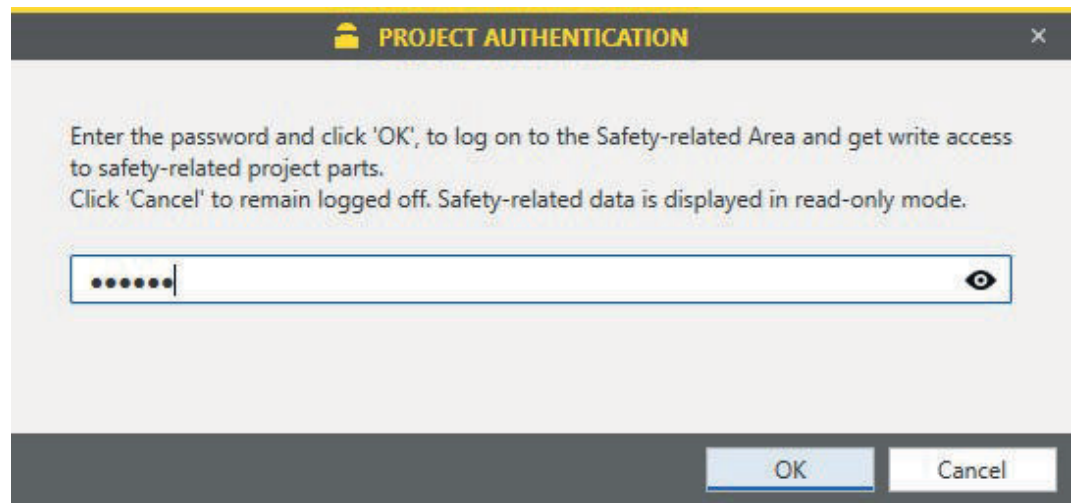 PROJECT AUTHENTICATION
Enter the password and click 'OK', to log on to the Safety-related Area and get write access
to safety-related project parts.
Click 'Cancel' to remain logged off. Safety-related data is displayed in read-only mode.
••••••
OK Cancel